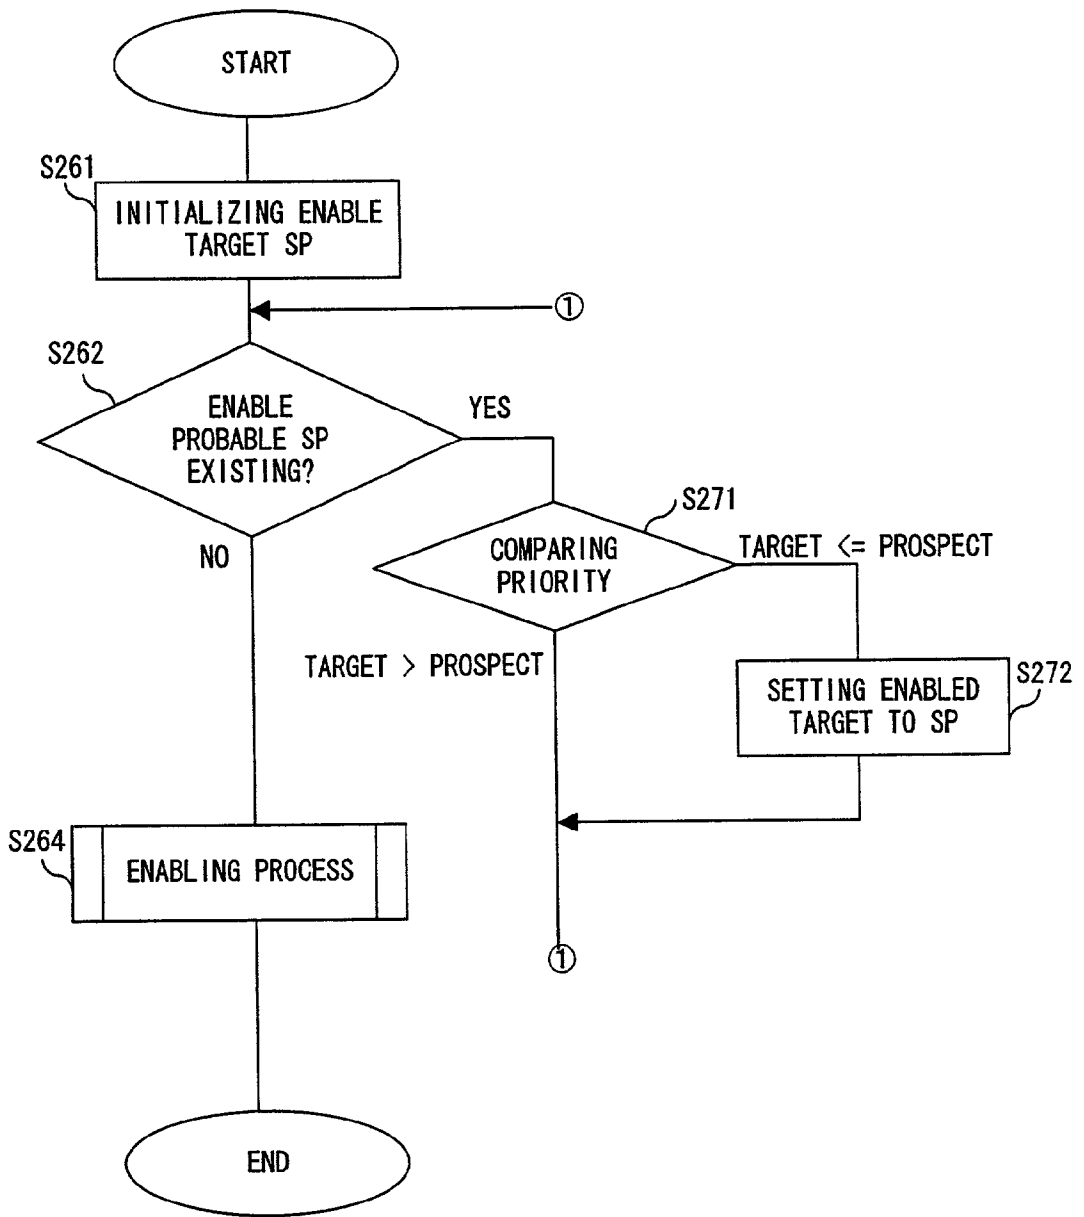 START
S261
INITIALIZING ENABLE
TARGET SP
①
S262
ENABLE
PROBABLE SP
EXISTING?
YES
NO
S271
COMPARING
PRIORITY
TARGET <= PROSPECT
TARGET > PROSPECT
SETTING ENABLED
TARGET TO SP
S272
S264
ENABLING PROCESS
①
END